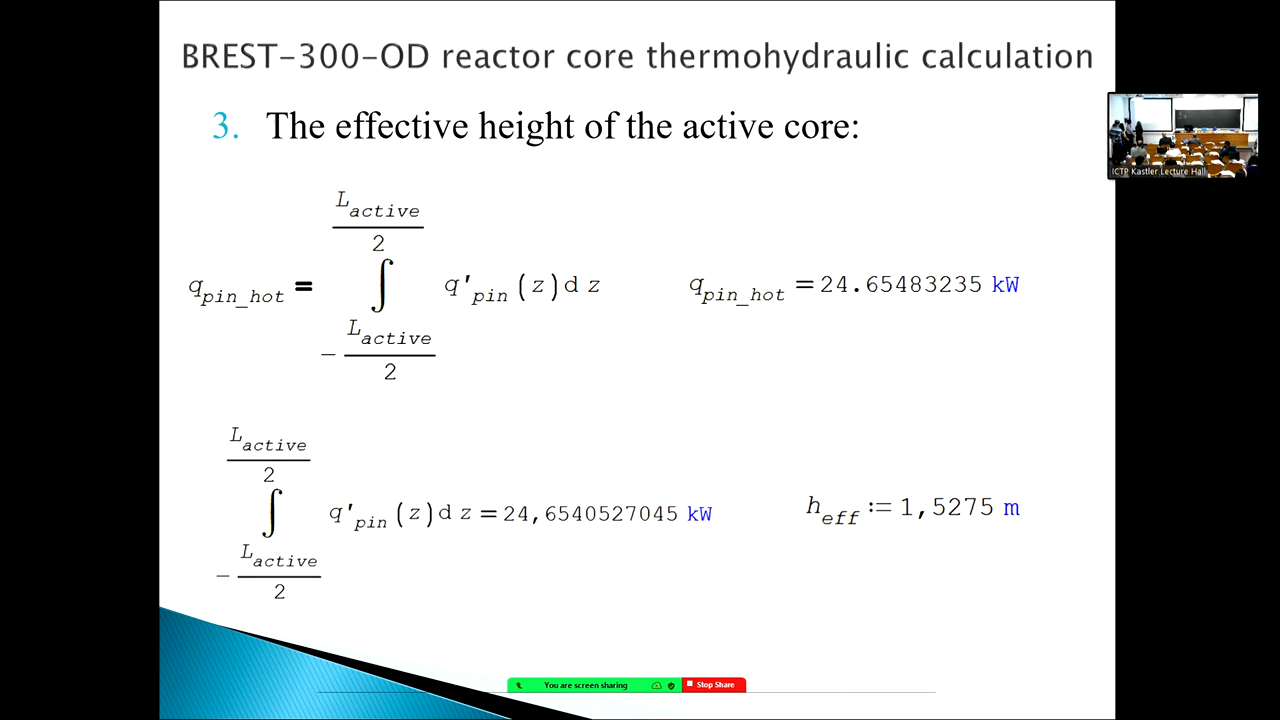 BREST-300-OD reactor core thermohydraulic calculation
ICTP Kastler Lecture Hall
3. The effective height of the active core:
q_pin_hot = ∫_{-L_active/2}^{L_active/2} q'_pin (z) d z
q_pin_hot = 24.65483235 kW
∫_{-L_active/2}^{L_active/2} q'_pin (z) d z = 24,6540527045 kW
h_eff := 1,5275 m
You are screen sharing
Stop Share